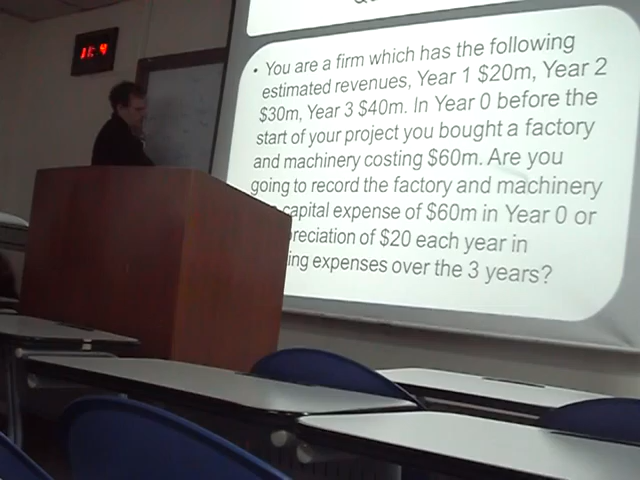 • You are a firm which has the following
estimated revenues, Year 1 $20m, Year 2
$30m, Year 3 $40m. In Year 0 before the
start of your project you bought a factory
and machinery costing $60m. Are you
going to record the factory and machinery
capital expense of $60m in Year 0 or
preciation of $20 each year in
ing expenses over the 3 years?